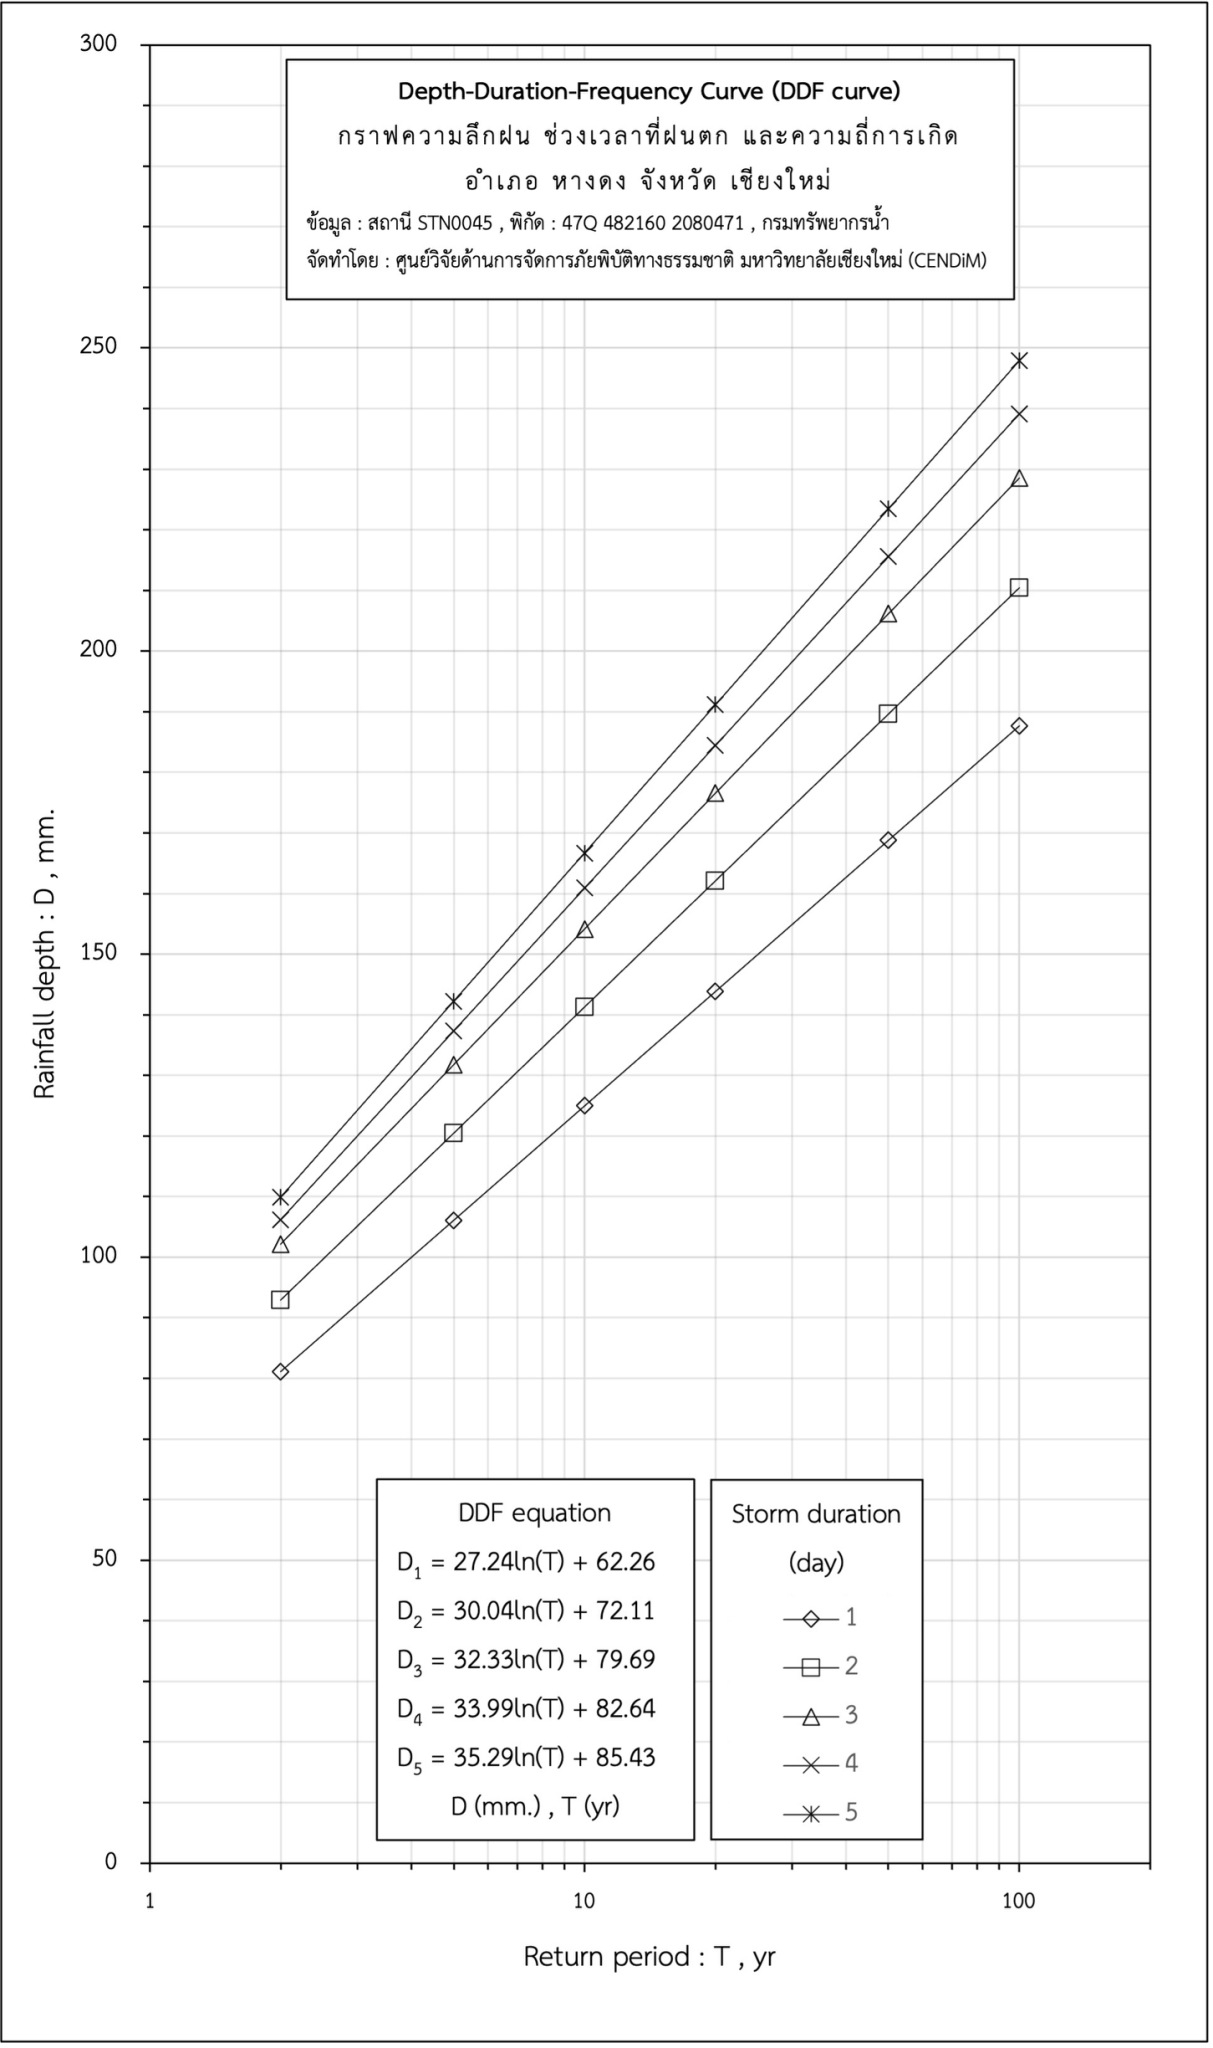 300
Depth-Duration-Frequency Curve (DDF curve)
กราฟความลึกฝน ช่วงเวลาที่ฝนตก และความถี่การเกิด
อำเภอ หางดง จังหวัด เชียงใหม่
ข้อมูล : สถานี STN0045 , พิกัด : 47Q 482160 2080471 , กรมทรัพยากรน้ำ
จัดทำโดย : ศูนย์วิจัยด้านการจัดการภัยพิบัติทางธรรมชาติ มหาวิทยาลัยเชียงใหม่ (CENDiM)
250
200
150
100
50
0
Rainfall depth : D , mm.
DDF equation
D₁ = 27.24ln(T) + 62.26
D₂ = 30.04ln(T) + 72.11
D₃ = 32.33ln(T) + 79.69
D₄ = 33.99ln(T) + 82.64
D₅ = 35.29ln(T) + 85.43
D (mm.) , T (yr)
Storm duration
(day)
1
2
3
4
5
1
10
100
Return period : T , yr